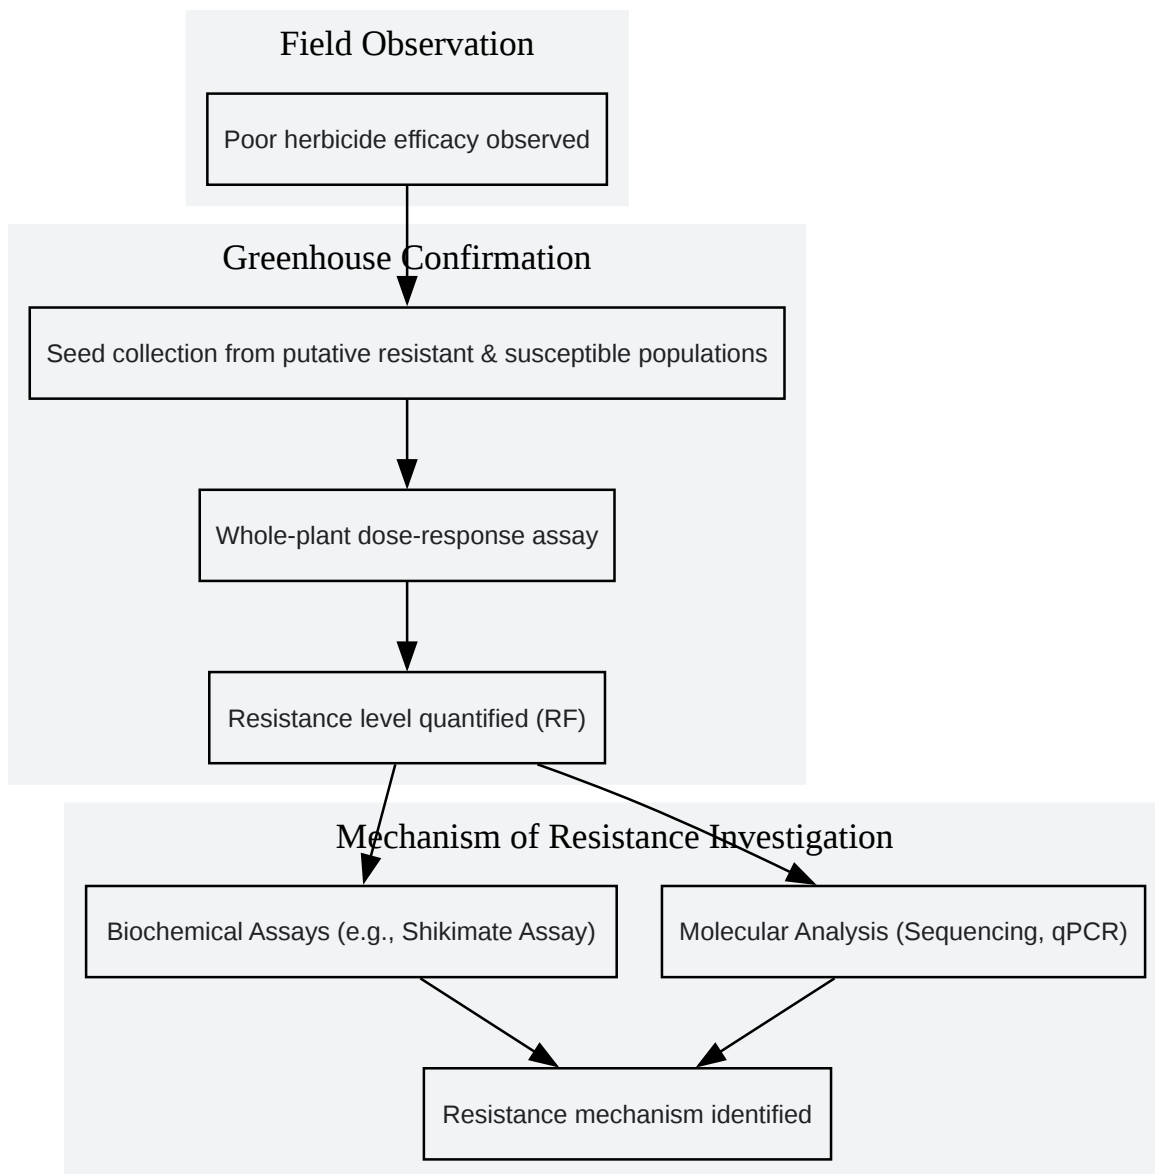 Field Observation
Poor herbicide efficacy observed
Greenhouse Confirmation
Seed collection from putative resistant & susceptible populations
Whole-plant dose-response assay
Resistance level quantified (RF)
Mechanism of Resistance Investigation
Biochemical Assays (e.g., Shikimate Assay)
Molecular Analysis (Sequencing, qPCR)
Resistance mechanism identified